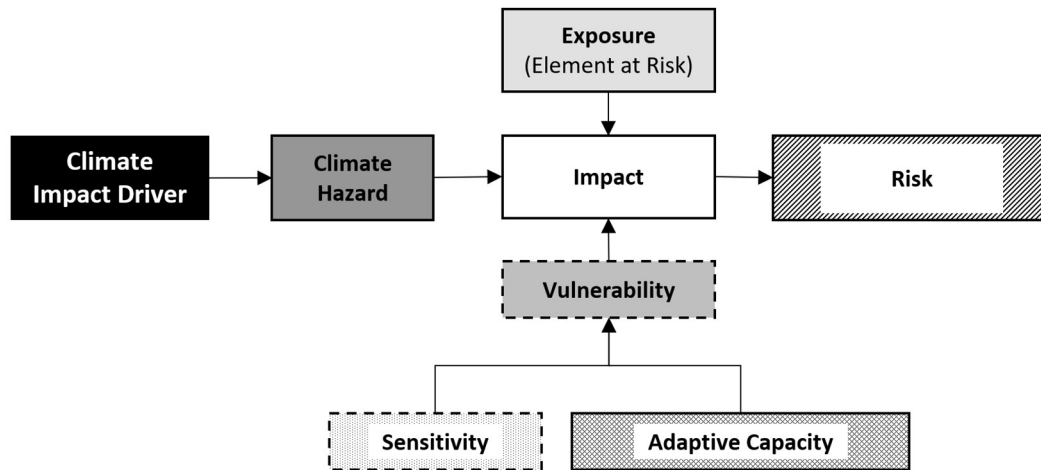 Exposure
(Element at Risk)
Climate
Impact Driver
Climate
Hazard
Impact
Risk
Vulnerability
Sensitivity
Adaptive Capacity